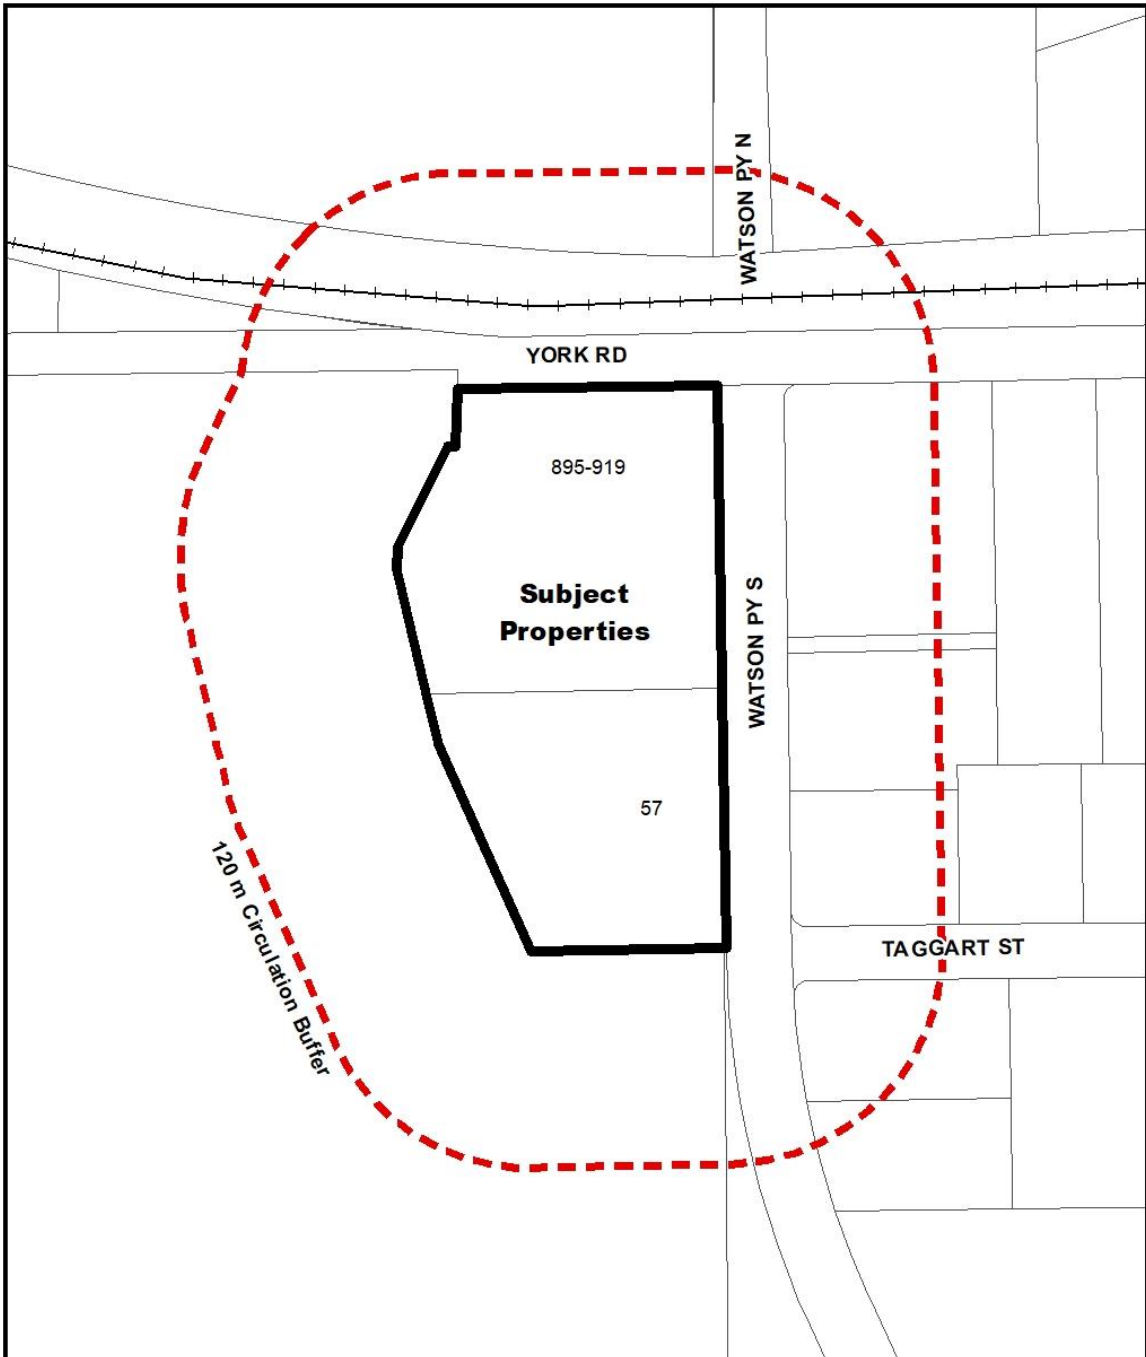 WATSON PY N
YORK RD
895-919
Subject
Properties
WATSON PY S
57
120 m Circulation Buffer
TAGGART ST